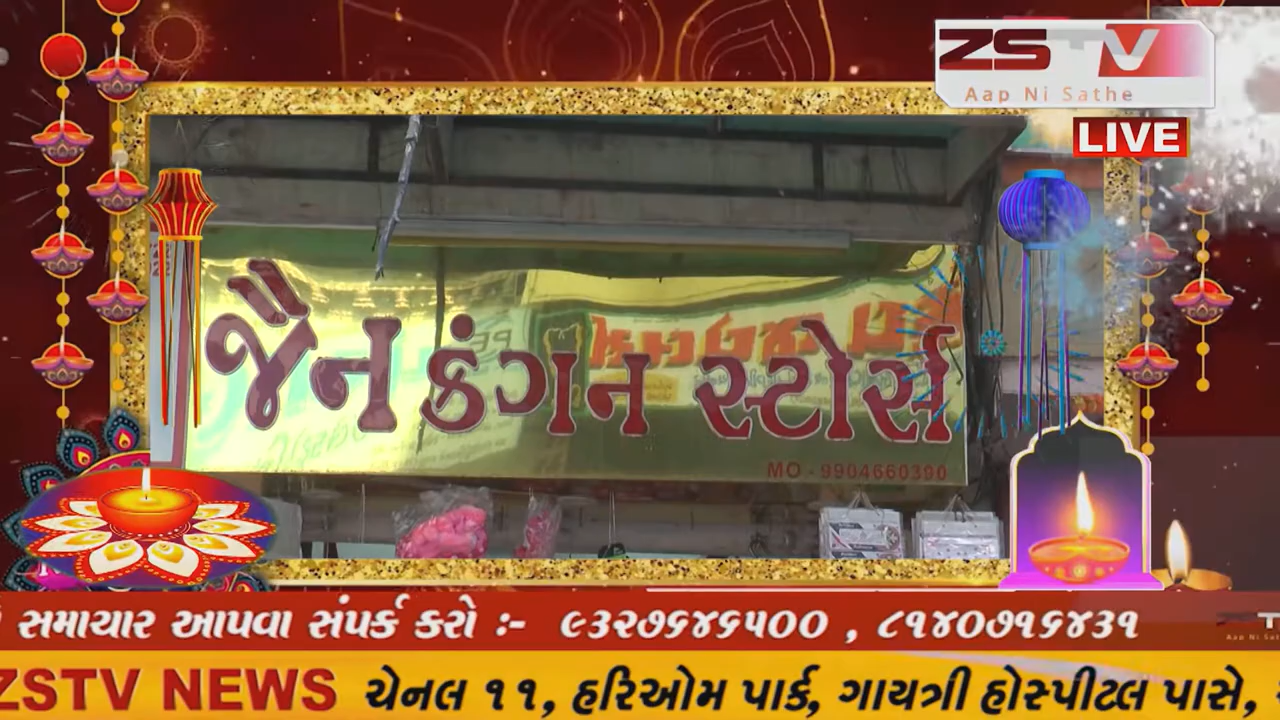 ZSTV
Aap Ni Sathe
LIVE
જૈન કંગન સ્ટોર્સ
MO - 9904660390
સમાચાર આપવા સંપર્ક કરો :- ૯૩૨૭૬૪૬૫૦૦ , ૮૧૪૦૭૧૬૪૩૧
ZSTV NEWS ચેનલ ૧૧, હરિઓમ પાર્ક, ગાયત્રી હોસ્પીટલ પાસે,